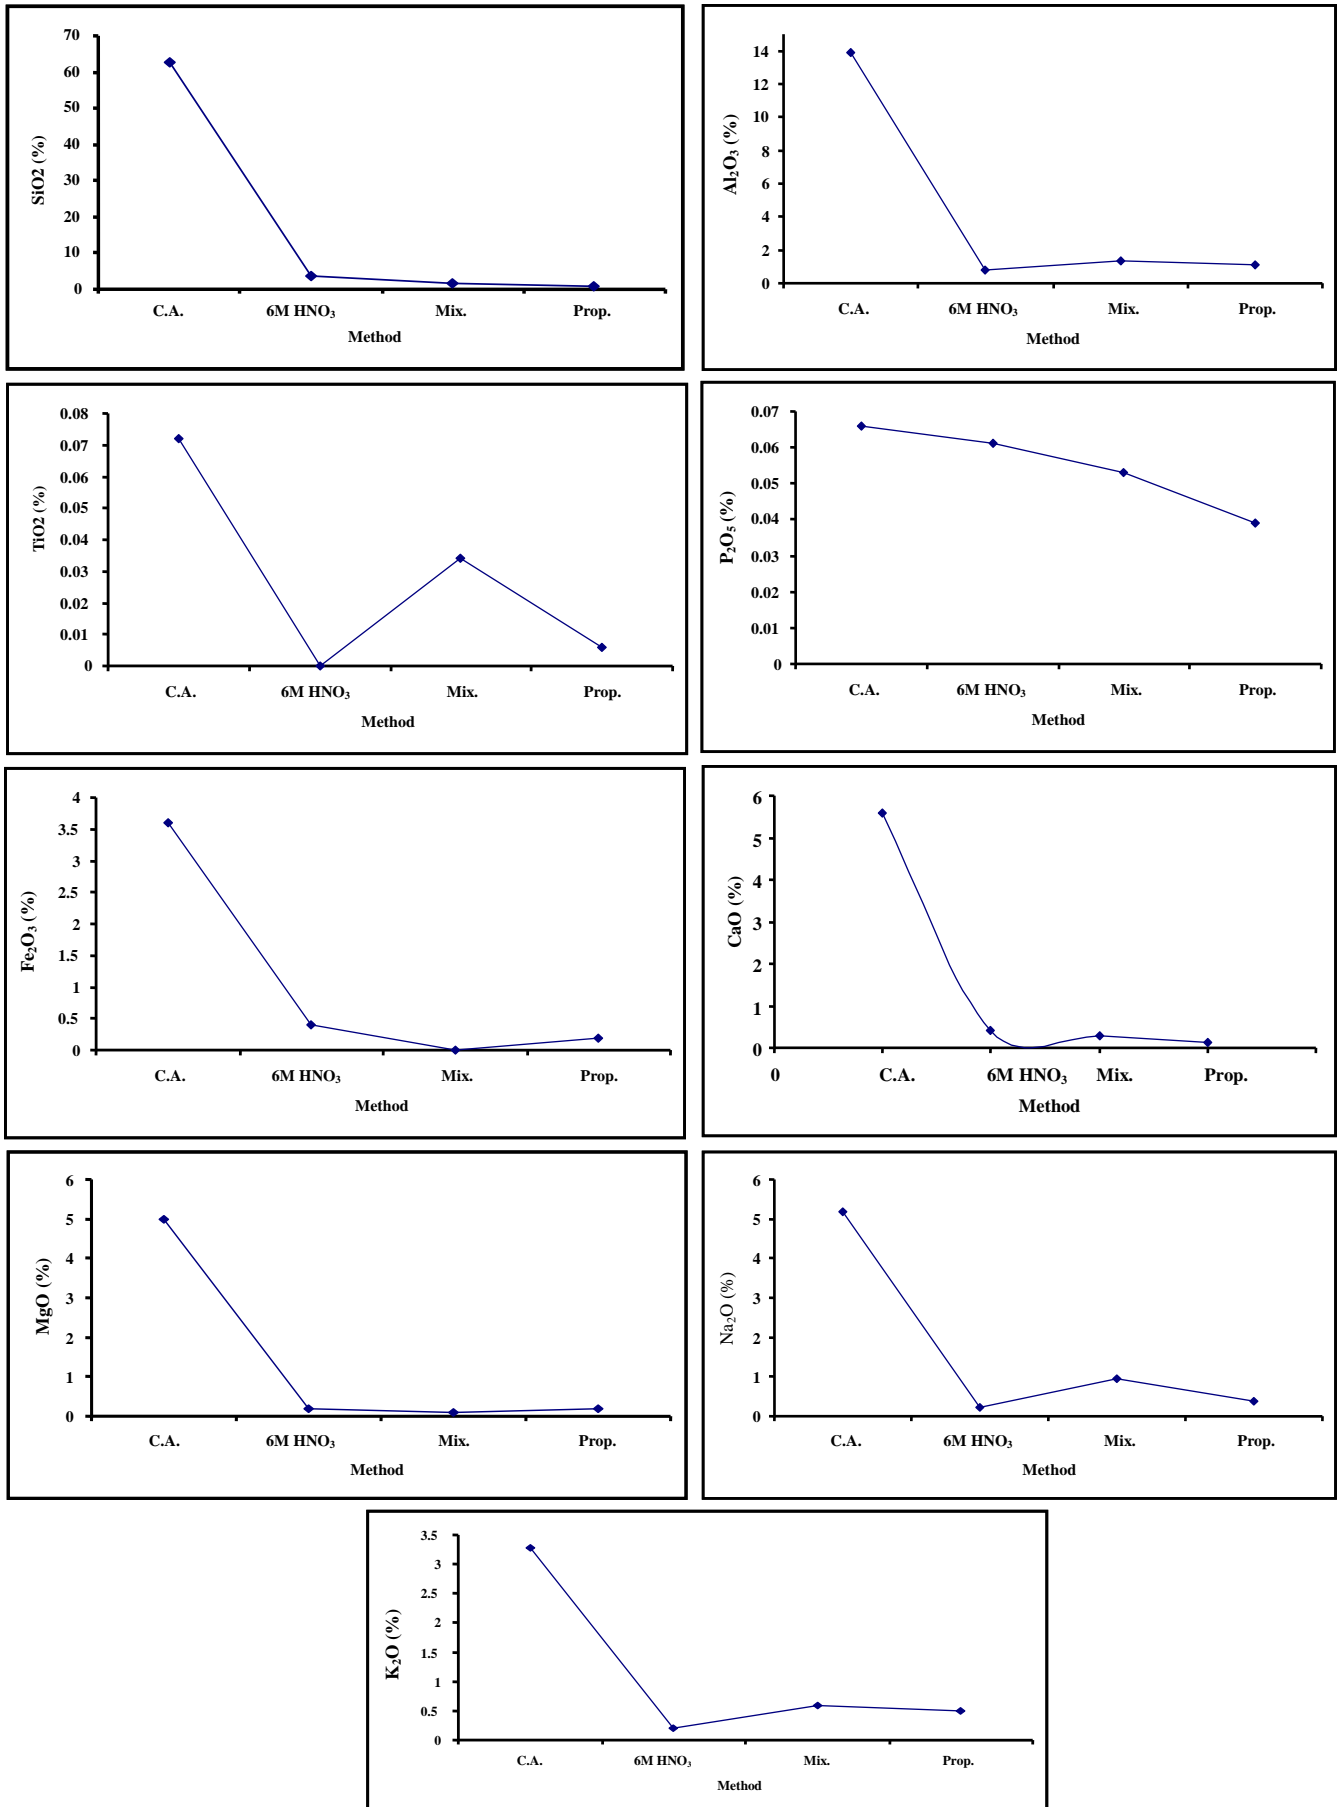 SiO2 (%)
70
60
50
40
30
20
10
0
C.A. 6M HNO₃ Mix. Prop.
Method
Al₂O₃ (%)
14
12
10
8
6
4
2
0
C.A. 6M HNO₃ Mix. Prop.
Method
TiO2 (%)
0.08
0.07
0.06
0.05
0.04
0.03
0.02
0.01
0
C.A. 6M HNO₃ Mix. Prop.
Method
P₂O₅ (%)
0.07
0.06
0.05
0.04
0.03
0.02
0.01
0
C.A. 6M HNO₃ Mix. Prop.
Method
Fe₂O₃ (%)
4
3.5
3
2.5
2
1.5
1
0.5
0
C.A. 6M HNO₃ Mix. Prop.
Method
CaO (%)
6
5
4
3
2
1
0
0 C.A. 6M HNO₃ Mix. Prop.
Method
MgO (%)
6
5
4
3
2
1
0
C.A. 6M HNO₃ Mix. Prop.
Method
Na₂O (%)
6
5
4
3
2
1
0
C.A. 6M HNO₃ Mix. Prop.
Method
K₂O (%)
3.5
3
2.5
2
1.5
1
0.5
0
C.A. 6M HNO₃ Mix. Prop.
Method